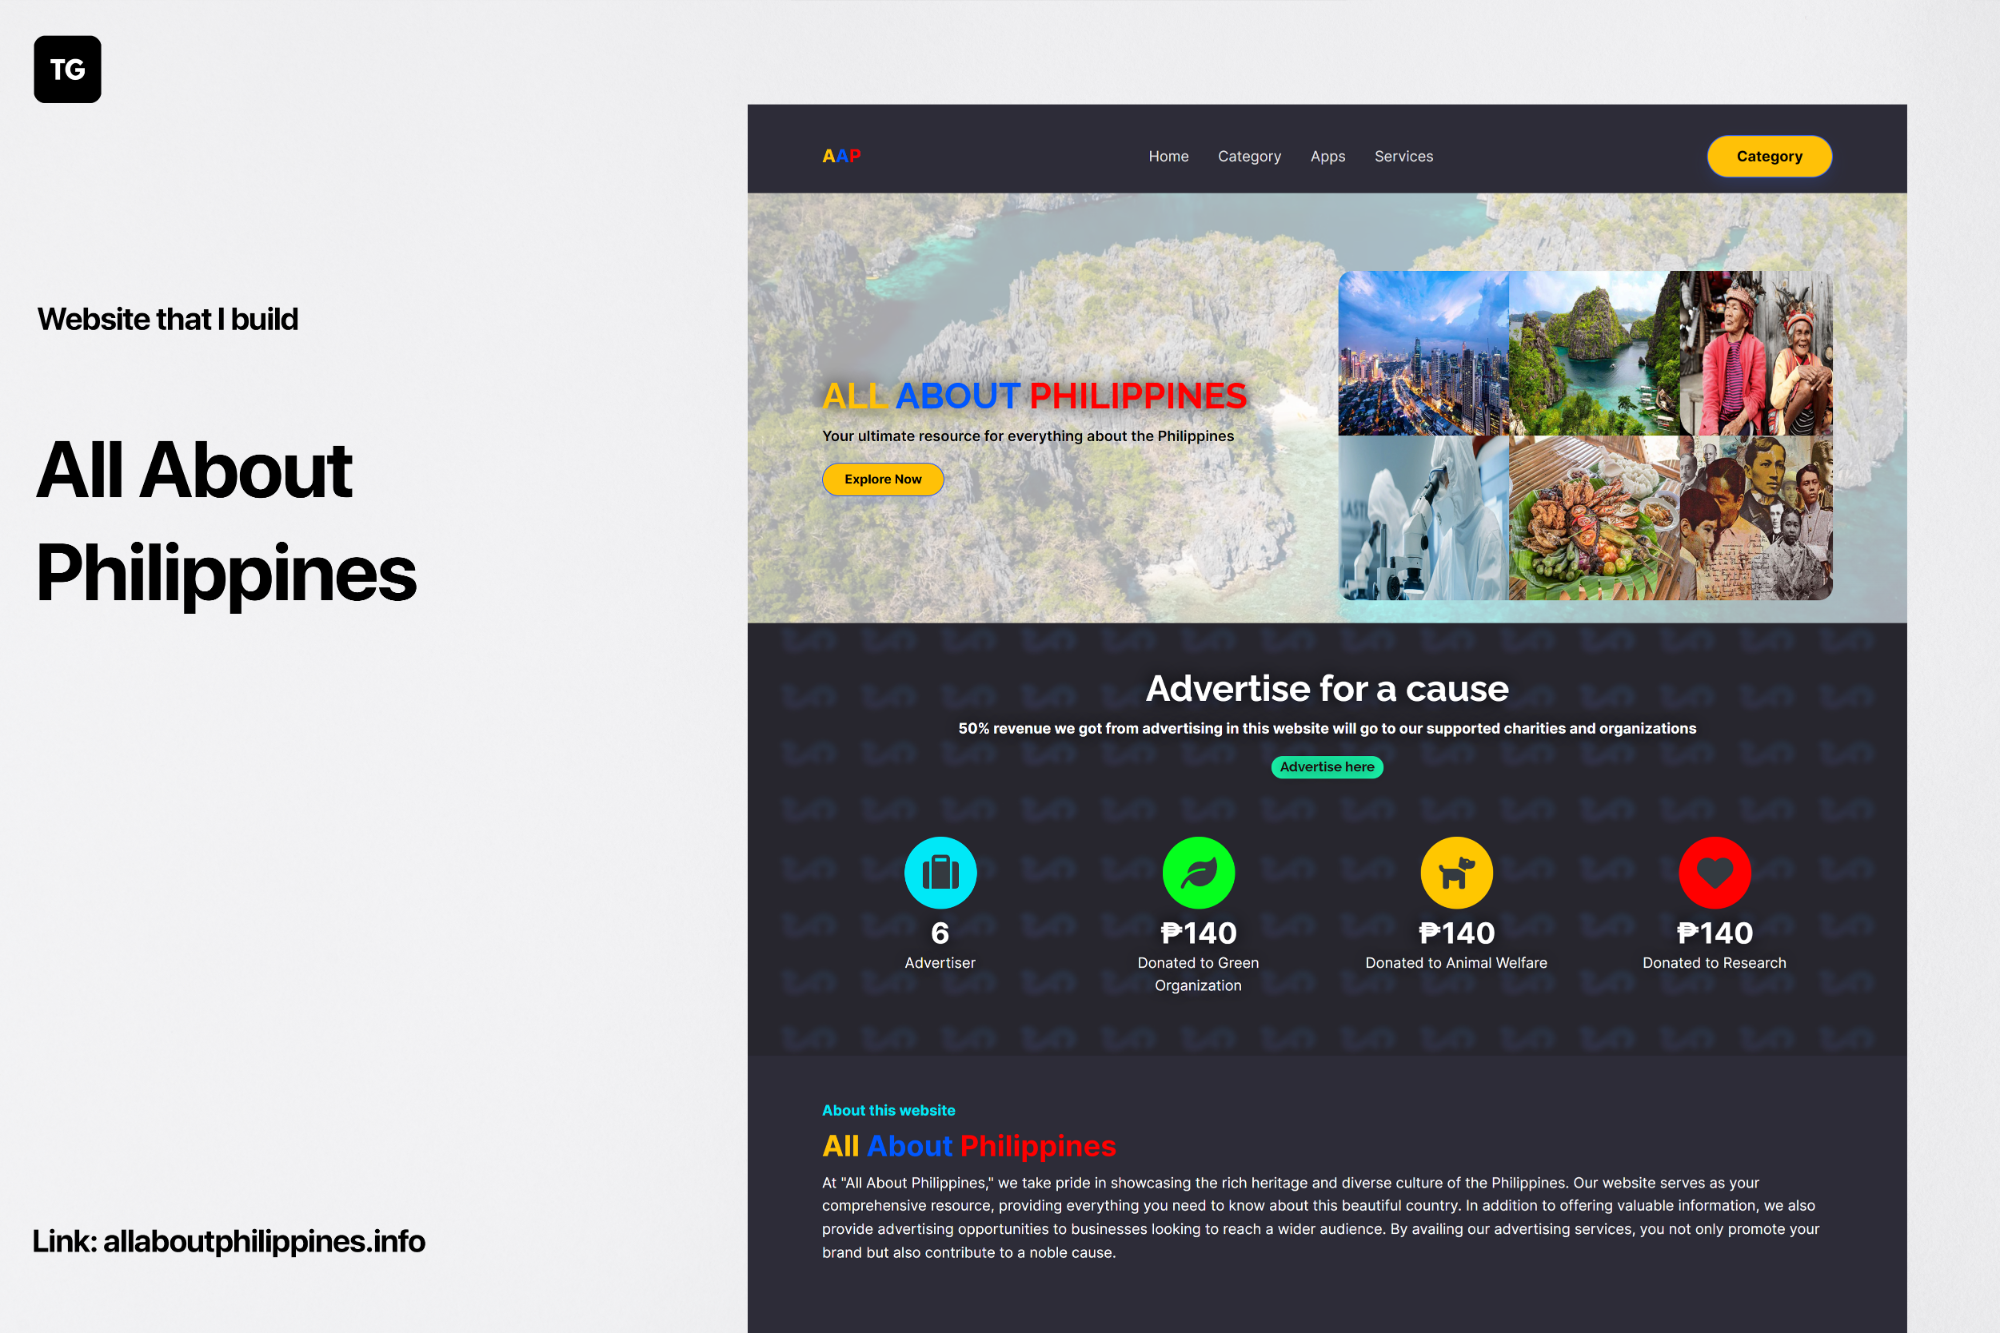 TG
Website that I build
All About
Philippines
Link: allaboutphilippines.info
AAP
Home Category Apps Services
Category
ALL ABOUT PHILIPPINES
Your ultimate resource for everything about the Philippines
Explore Now
Advertise for a cause
50% revenue we got from advertising in this website will go to our supported charities and organizations
Advertise here
6
Advertiser
₱140
Donated to Green
Organization
₱140
Donated to Animal Welfare
₱140
Donated to Research
About this website
All About Philippines
At "All About Philippines," we take pride in showcasing the rich heritage and diverse culture of the Philippines. Our website serves as your
comprehensive resource, providing everything you need to know about this beautiful country. In addition to offering valuable information, we also
provide advertising opportunities to businesses looking to reach a wider audience. By availing our advertising services, you not only promote your
brand but also contribute to a noble cause.